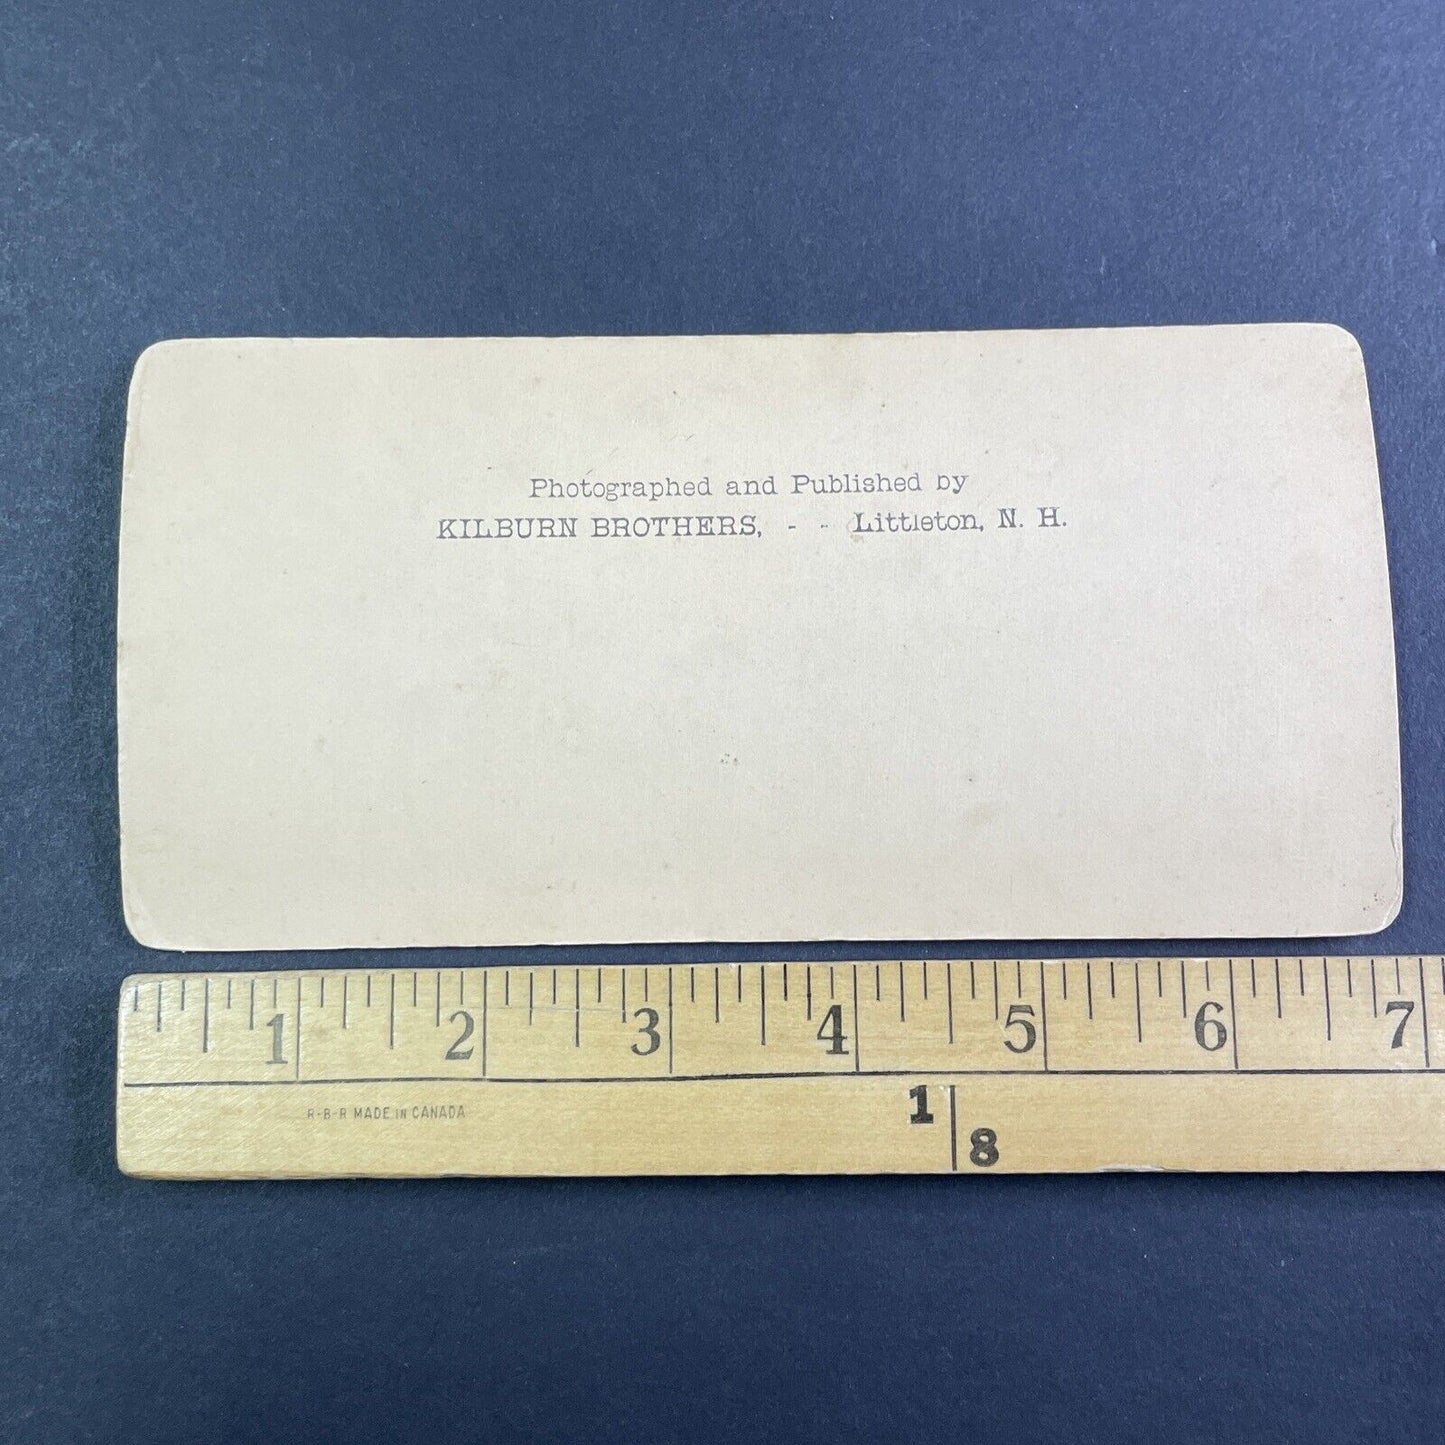 Photographed and Published by
KILBURN BROTHERS, - - Littleton, N. H.
1 2 3 4 5 6 7
R-B-R MADE IN CANADA
1
8